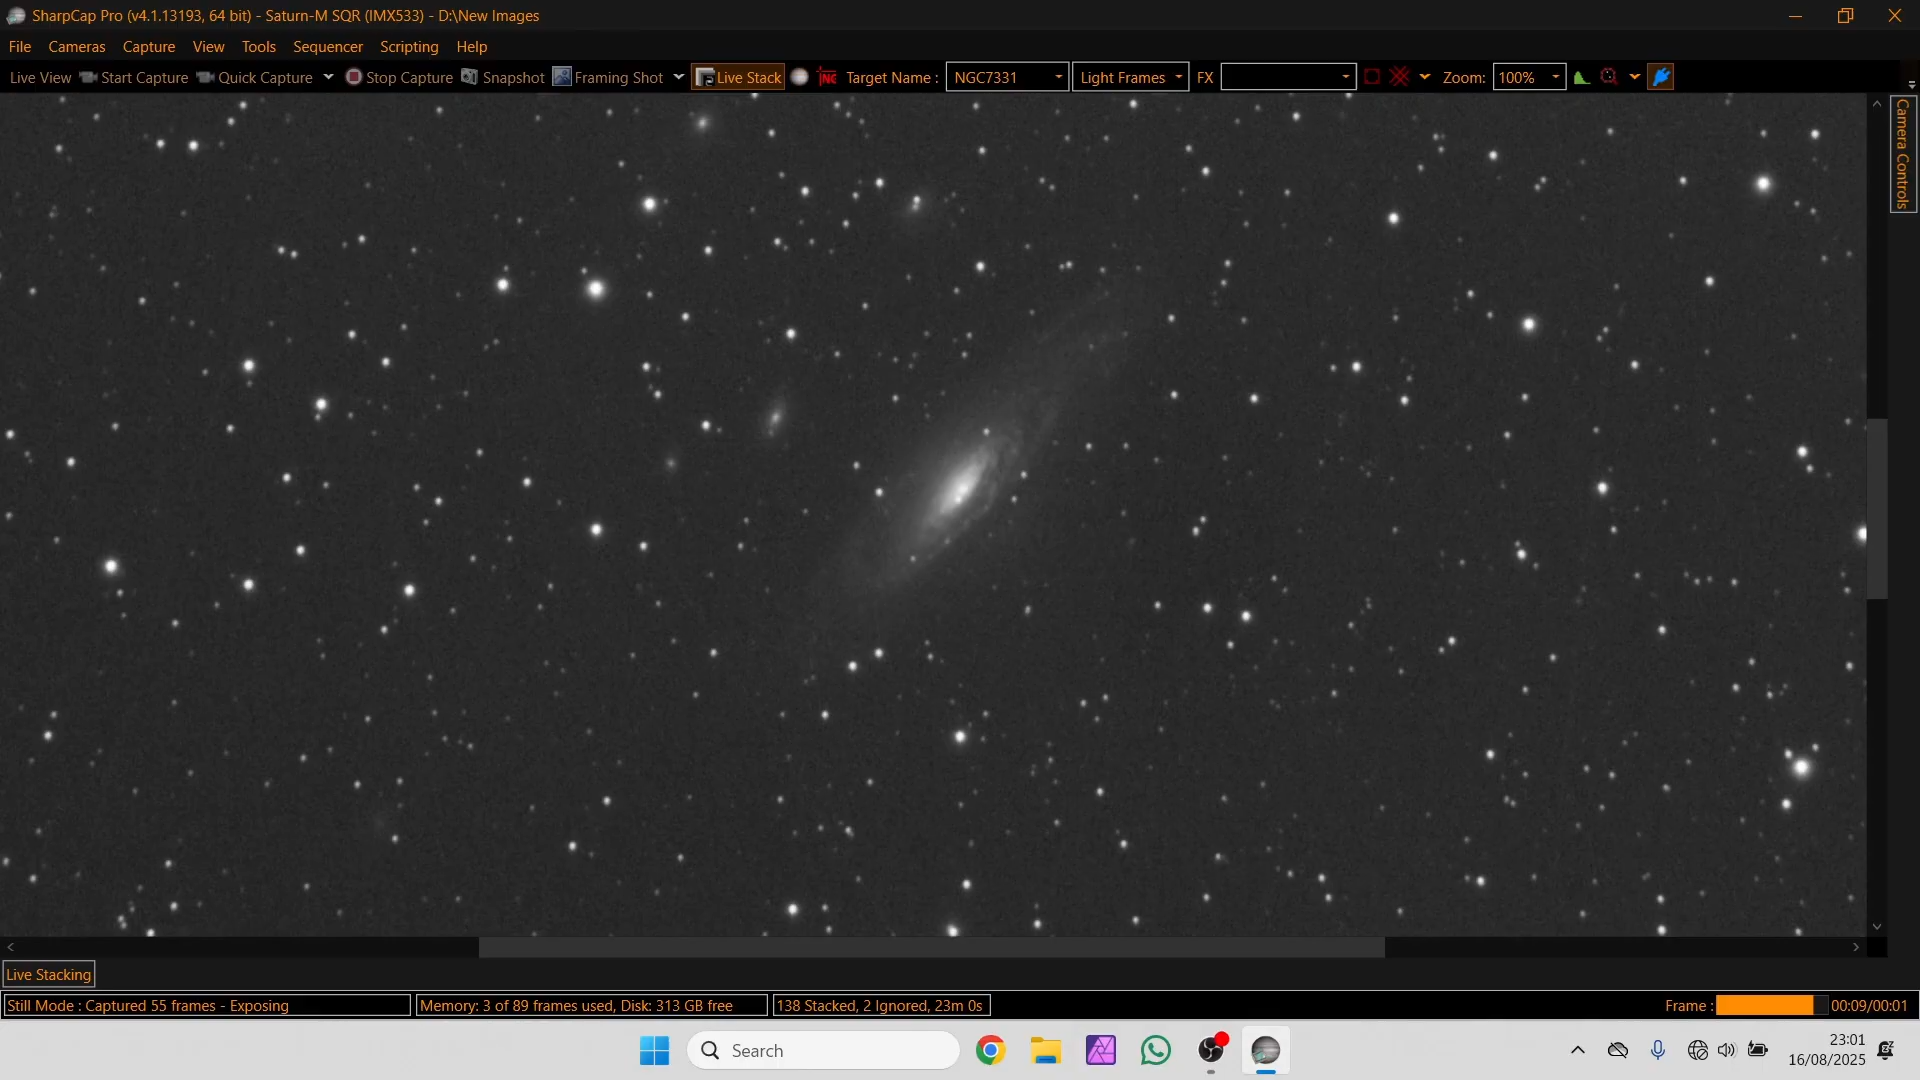 SharpCap Pro (v4.1.13193, 64 bit) - Saturn-M SQR (IMX533) - D:\New Images
File Cameras Capture View Tools Sequencer Scripting Help
Live View Start Capture Quick Capture Stop Capture Snapshot Framing Shot Live Stack NC Target Name : NGC7331 Light Frames FX Zoom: 100%
Camera Controls
Live Stacking
Still Mode : Captured 55 frames - Exposing Memory: 3 of 89 frames used, Disk: 313 GB free 138 Stacked, 2 Ignored, 23m 0s Frame : 00:09/00:01
Search 23:01
16/08/2025